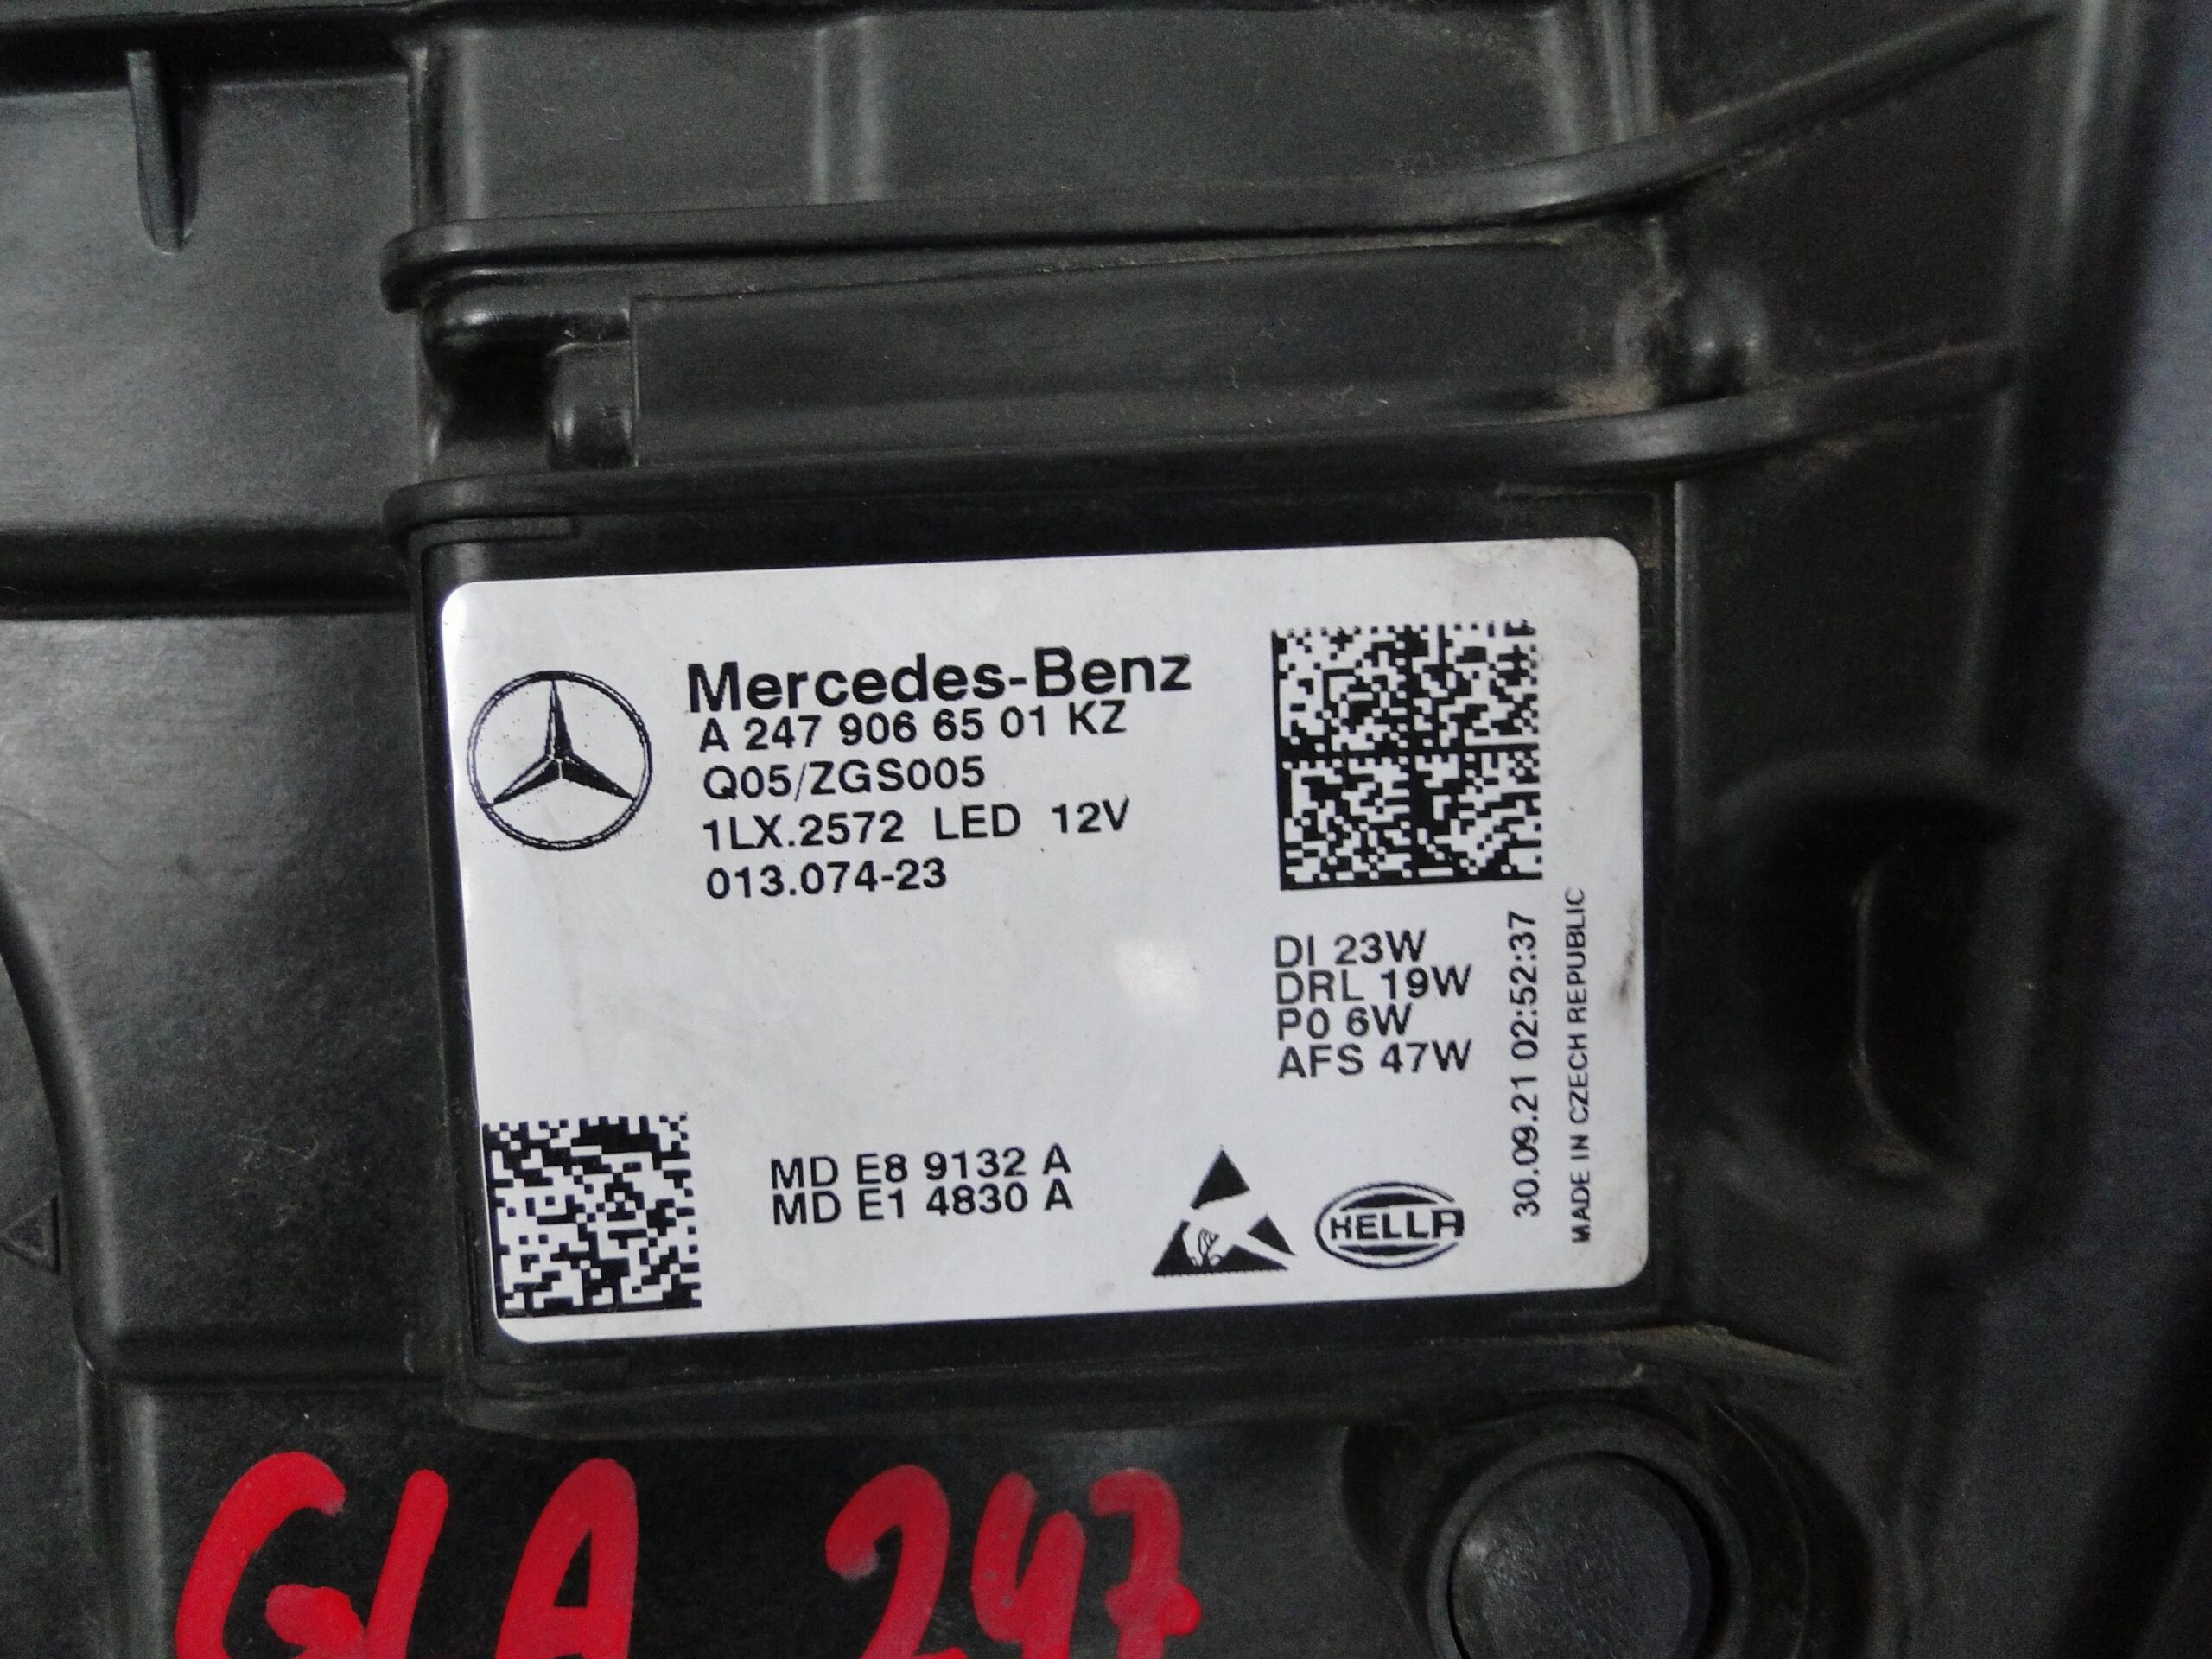 Mercedes-Benz
A 247 906 65 01 KZ
Q05/ZGS005
1LX.2572 LED 12V
013.074-23
DI 23W
DRL 19W
PO 6W
AFS 47W
30.09.21 02:52:37
MADE IN CZECH REPUBLIC
MD E8 9132 A
MD E1 4830 A
HELLA
GLA 247